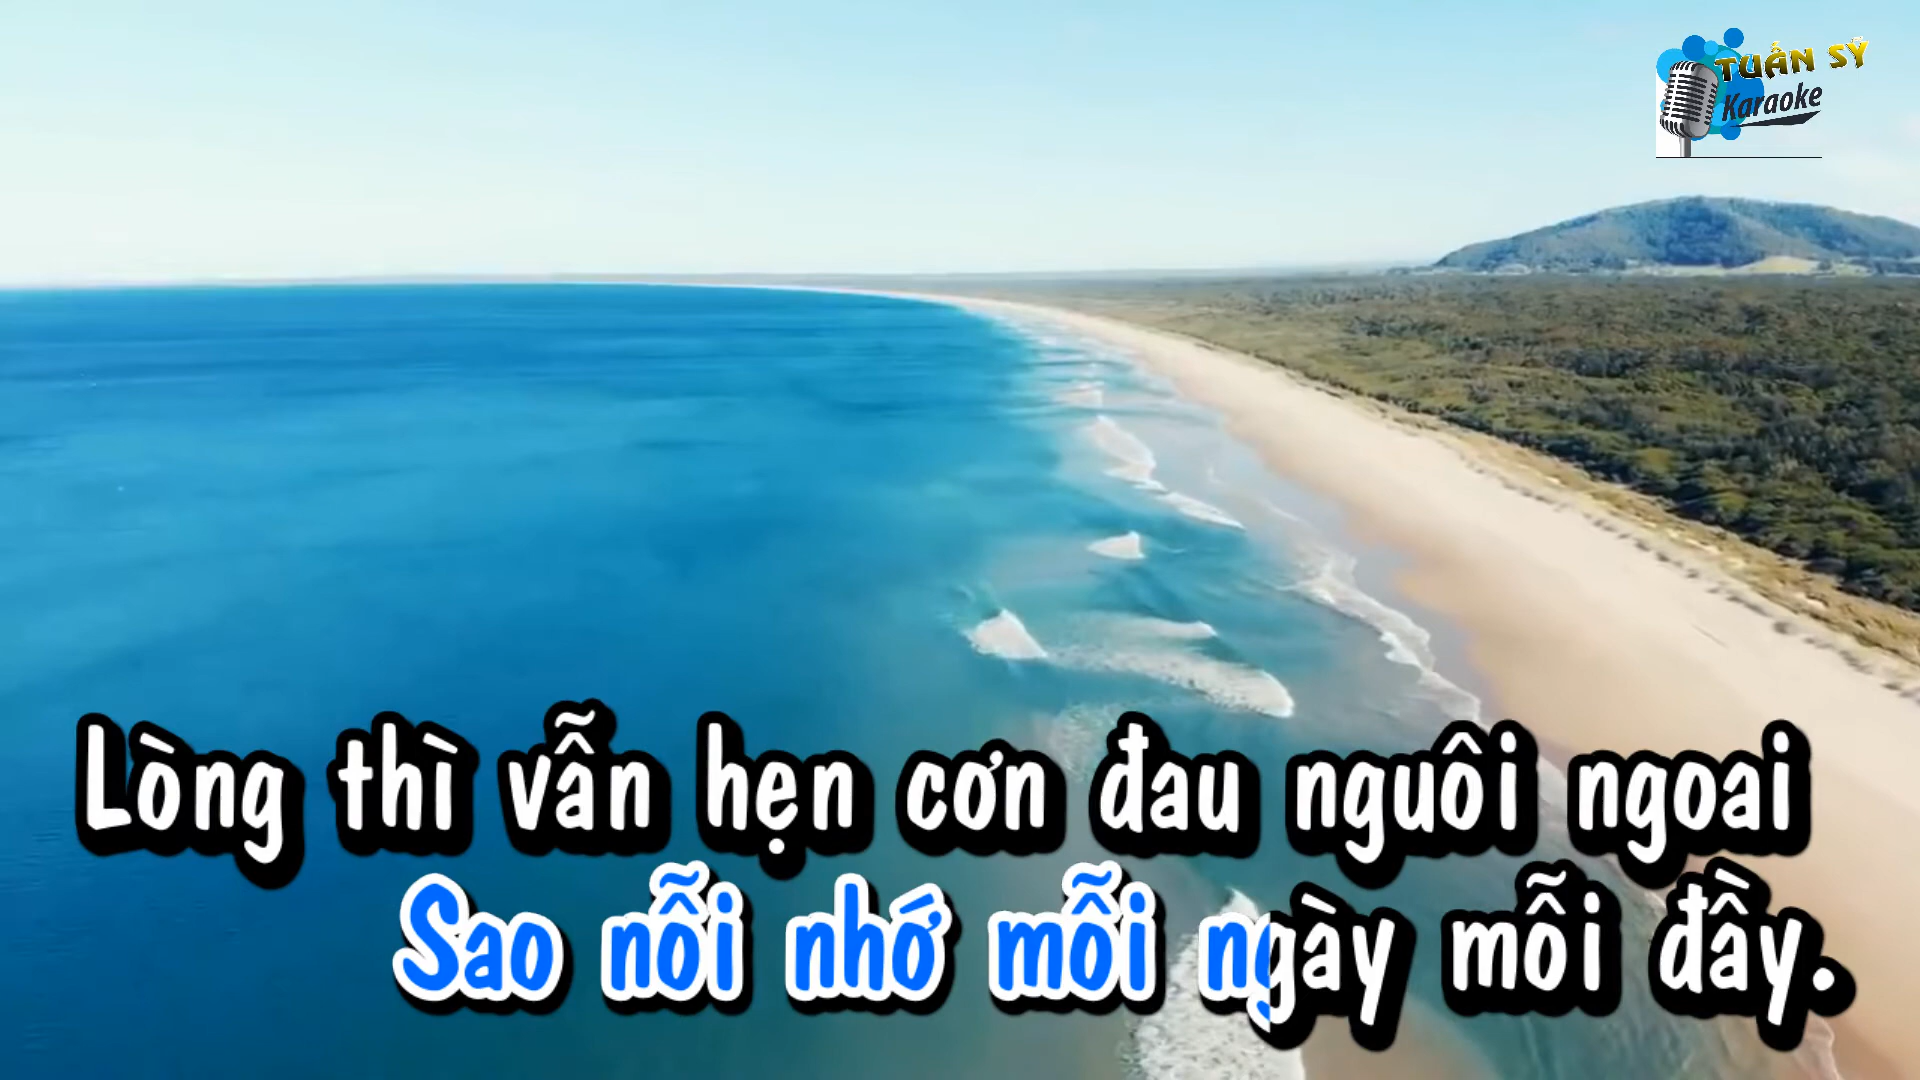 TUẤN SỸ
Karaoke
Lòng thì vẫn hẹn cơn đau nguôi ngoai
Sao nỗi nhớ mỗi ngày mỗi đầy.